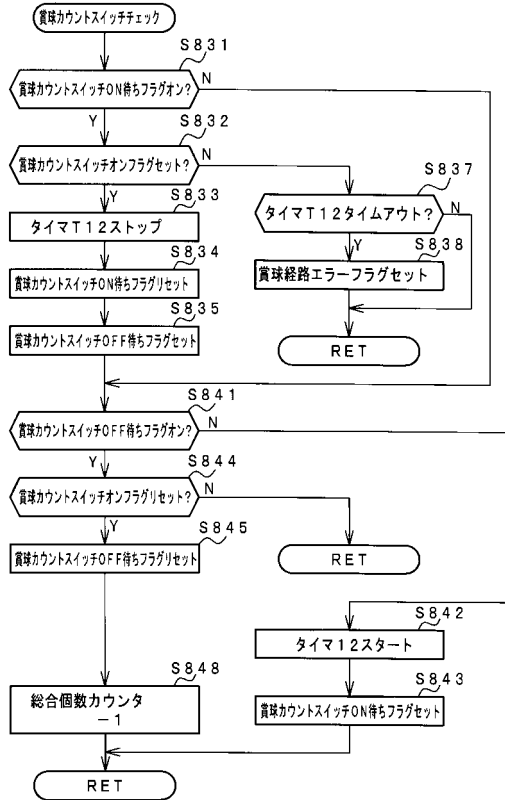 賞球カウントスイッチチェック
S831
賞球カウントスイッチON待ちフラグオン?
N
Y
S832
賞球カウントスイッチオンフラグセット?
N
Y
S833
タイマT12ストップ
S837
タイマT12タイムアウト?
N
Y
S834
賞球カウントスイッチON待ちフラグリセット
S838
賞球経路エラーフラグセット
S835
賞球カウントスイッチOFF待ちフラグセット
RET
S841
賞球カウントスイッチOFF待ちフラグオン?
N
Y
S844
賞球カウントスイッチオンフラグリセット?
N
Y
S845
賞球カウントスイッチOFF待ちフラグリセット
RET
S842
タイマ12スタート
S843
賞球カウントスイッチON待ちフラグセット
S848
総合個数カウンタ
-1
RET